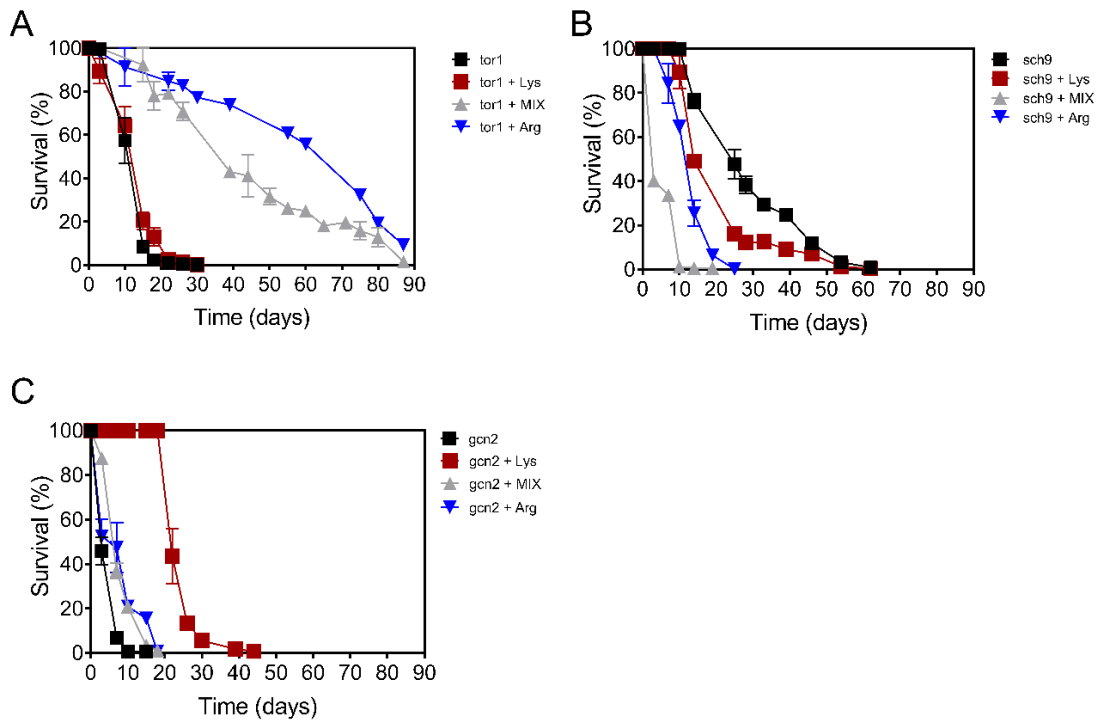 A
100
80
60
40
20
0
Survival (%)
0 10 20 30 40 50 60 70 80 90
Time (days)
tor1
tor1 + Lys
tor1 + MIX
tor1 + Arg
B
100
80
60
40
20
0
Survival (%)
0 10 20 30 40 50 60 70 80 90
Time (days)
sch9
sch9 + Lys
sch9 + MIX
sch9 + Arg
C
100
80
60
40
20
0
Survival (%)
0 10 20 30 40 50 60 70 80 90
Time (days)
gcn2
gcn2 + Lys
gcn2 + MIX
gcn2 + Arg